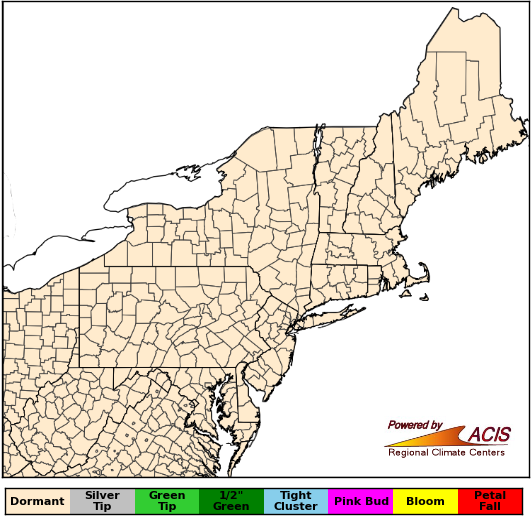 Powered by
ACIS
Regional Climate Centers
Dormant
Silver
Tip
Green
Tip
1/2"
Green
Tight
Cluster
Pink Bud
Bloom
Petal
Fall